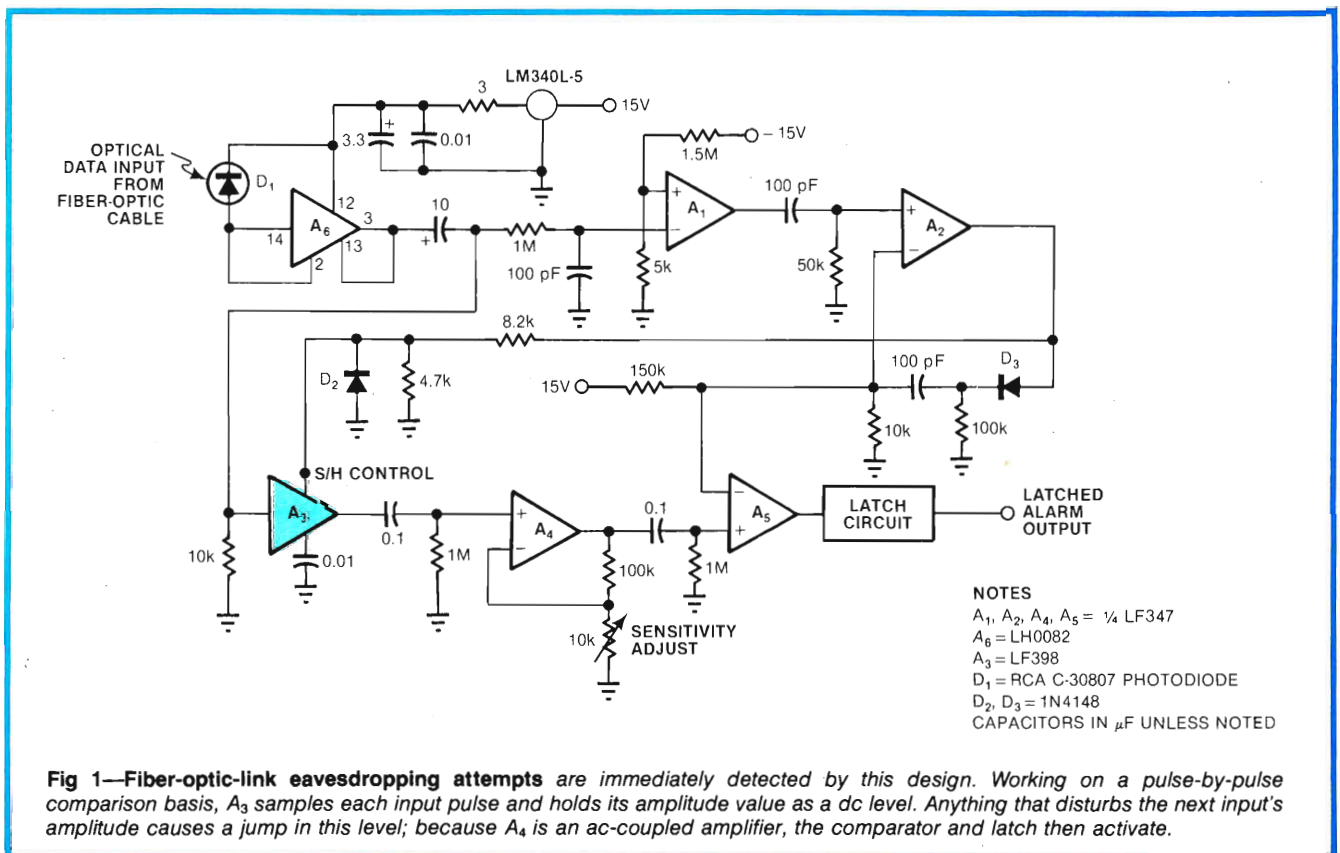 LM340L-5
3
15V
3.3
+
0.01
OPTICAL
DATA INPUT
FROM
FIBER-OPTIC
CABLE
D1
12
14
A6
3
13
2
10
+
1M
100 pF
1.5M
− 15V
+
A1
−
5k
100 pF
50k
+
A2
−
8.2k
D2
4.7k
15V
150k
100 pF
D3
10k
100k
S/H CONTROL
A3
10k
0.01
0.1
1M
+
A4
−
100k
10k
SENSITIVITY
ADJUST
0.1
1M
−
A5
+
LATCH
CIRCUIT
LATCHED
ALARM
OUTPUT
NOTES
A1, A2, A4, A5 = ¼ LF347
A6 = LH0082
A3 = LF398
D1 = RCA C-30807 PHOTODIODE
D2, D3 = 1N4148
CAPACITORS IN µF UNLESS NOTED
Fig 1—Fiber-optic-link eavesdropping attempts are immediately detected by this design. Working on a pulse-by-pulse
comparison basis, A3 samples each input pulse and holds its amplitude value as a dc level. Anything that disturbs the next input's
amplitude causes a jump in this level; because A4 is an ac-coupled amplifier, the comparator and latch then activate.